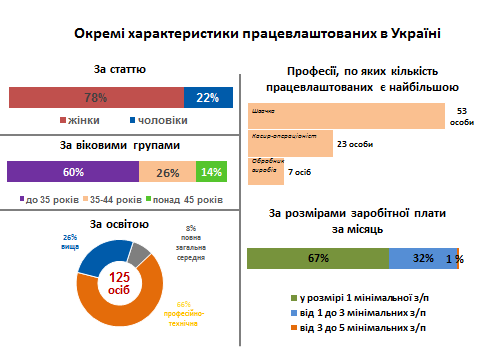 Окремі характеристики працевлаштованих в Україні
За статтю
78%
22%
жінки
чоловіки
За віковими групами
60%
26%
14%
до 35 років
35-44 років
понад 45 років
За освітою
26%
вища
8%
повна
загальна
середня
125
осіб
66%
професійно-
технічна
Професії, по яких кількість
працевлаштованих є найбільшою
Швачка
53
особи
Касир-операціоніст
23 особи
Обробник
виробів
7 осіб
За розмірами заробітної плати
за місяць
67%
32%
1 %
у розмірі 1 мінімальної з/п
від 1 до 3 мінімальних з/п
від 3 до 5 мінімальних з/п